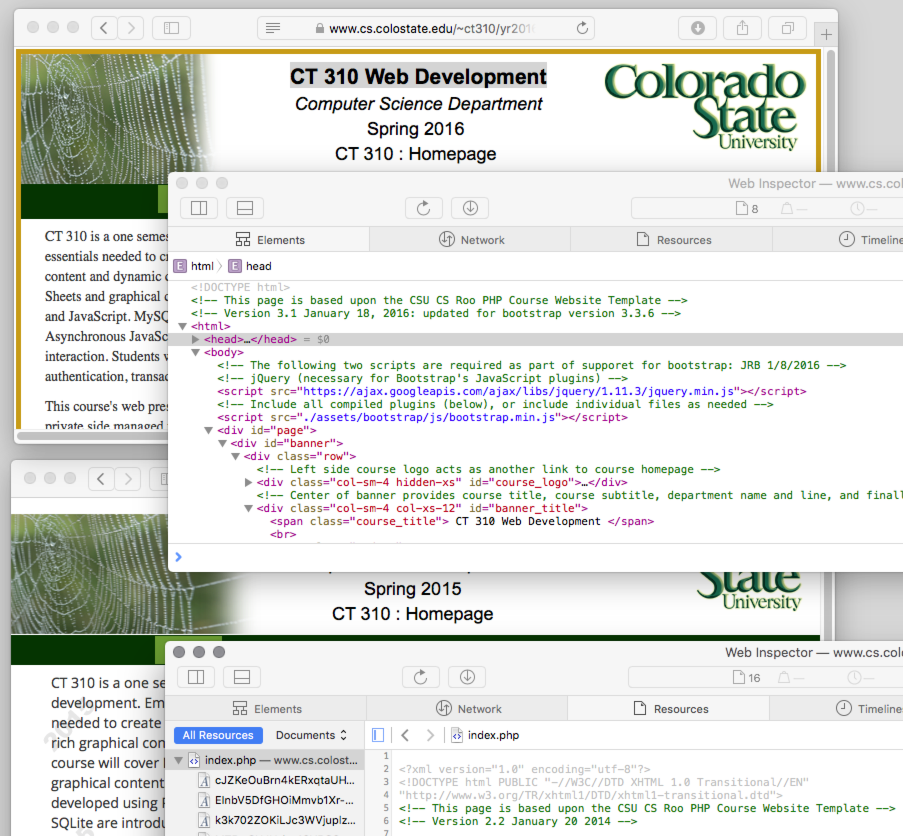 www.cs.colostate.edu/~ct310/yr201
CT 310 Web Development
Computer Science Department
Spring 2016
CT 310 : Homepage
Colorado
State
University
CT 310 is a one semes
essentials needed to cr
content and dynamic
Sheets and graphical
and JavaScript. MySQ
Asynchronous JavaSc
interaction. Students
authentication, transac
This course's web pres
private side managed
Web Inspector — www.cs.colo
8
Elements
Network
Resources
Timeline
E html E head
<!DOCTYPE html>
<!-- This page is based upon the CSU CS Roo PHP Course Website Template -->
<!-- Version 3.1 January 18, 2016: updated for bootstrap version 3.3.6 -->
<html>
<head>…</head> = $0
<body>
<!-- The following two scripts are required as part of supporet for bootstrap: JRB 1/8/2016 -->
<!-- jQuery (necessary for Bootstrap's JavaScript plugins) -->
<script src="https://ajax.googleapis.com/ajax/libs/jquery/1.11.3/jquery.min.js"></script>
<!-- Include all compiled plugins (below), or include individual files as needed -->
<script src="./assets/bootstrap/js/bootstrap.min.js"></script>
<div id="page">
<div id="banner">
<div class="row">
<!-- Left side course logo acts as another link to course homepage -->
<div class="col-sm-4 hidden-xs" id="course_logo">…</div>
<!-- Center of banner provides course title, course subtitle, department name and line, and finall
<div class="col-sm-4 col-xs-12" id="banner_title">
<span class="course_title"> CT 310 Web Development </span>
<br>
Spring 2015
CT 310 : Homepage
State
University
CT 310 is a one se
development. Em
needed to create
rich graphical con
course will cover
graphical content
developed using
SQLite are introdu
Web Inspector — www.cs.colo
16
Elements
Network
Resources
Timeline
All Resources
Documents
index.php
index.php — www.cs.colost...
cJZKeOuBrn4kERxqtaUH...
EInbV5DfGHOiMmvb1Xr-...
k3k702ZOKiLJc3WVjuplz...
1
2 <?xml version="1.0" encoding="utf-8"?>
3 <!DOCTYPE html PUBLIC "-//W3C//DTD XHTML 1.0 Transitional//EN"
4 "http://www.w3.org/TR/xhtml1/DTD/xhtml1-transitional.dtd">
5 <!-- This page is based upon the CSU CS Roo PHP Course Website Template -->
6 <!-- Version 2.2 January 20 2014 -->
7